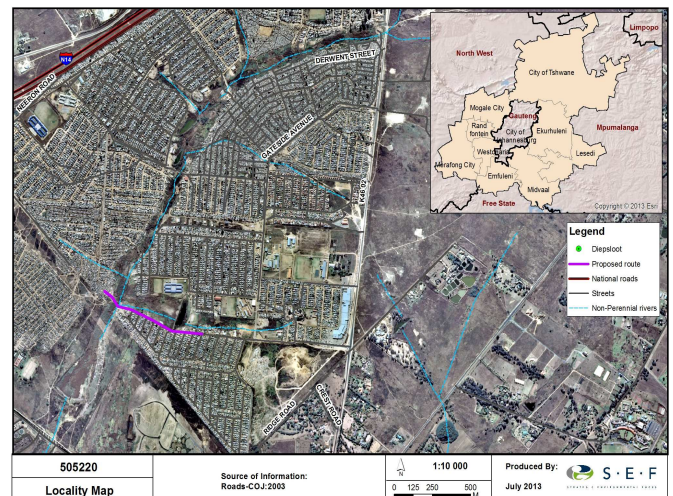 N14
NIEERON ROAD
DERWENT STREET
GATESIDE AVENUE
RIDGE ROAD
CREST ROAD
Limpopo
North West
City of Tshwane
Mogale City
Gauteng
Mpumalanga
Rand
fontein
City of
Johannesburg
Ekurhuleni
Westonaria
Lesedi
Merafong City
Emfuleni
Midvaal
Free State
Copyright © 2013 Esri
Legend
Diepsloot
Proposed route
National roads
Streets
Non-Perennial rivers
505220
Locality Map
Source of Information:
Roads-COJ:2003
N
1:10 000
0 125 250 500
M
Produced By:
July 2013
S·E·F